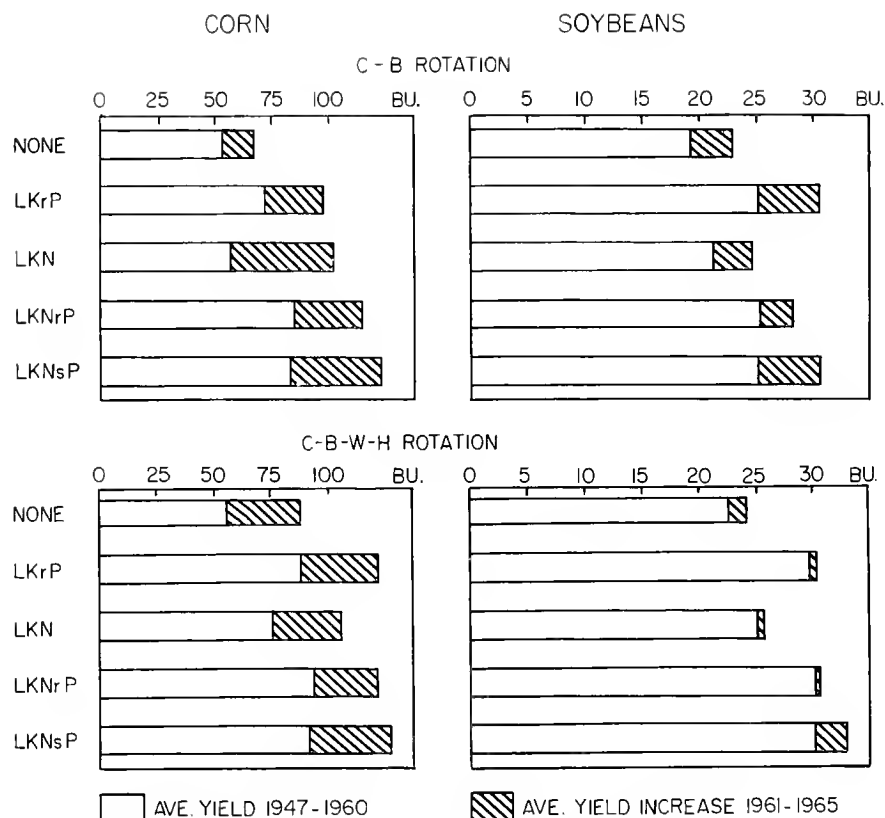 CORN SOYBEANS
C-B ROTATION
0 25 50 75 100 BU. 0 5 10 15 20 25 30 BU.
NONE
LKrP
LKN
LKNrP
LKNsP
C-B-W-H ROTATION
0 25 50 75 100 BU. 0 5 10 15 20 25 30 BU.
NONE
LKrP
LKN
LKNrP
LKNsP
AVE. YIELD 1947-1960 AVE. YIELD INCREASE 1961-1965